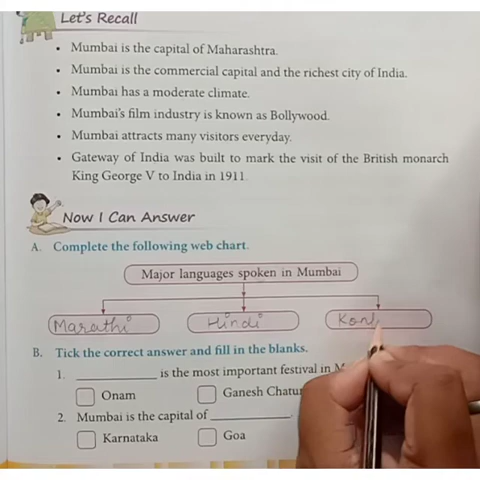 Let's Recall
• Mumbai is the capital of Maharashtra.
• Mumbai is the commercial capital and the richest city of India.
• Mumbai has a moderate climate.
• Mumbai's film industry is known as Bollywood.
• Mumbai attracts many visitors everyday.
• Gateway of India was built to mark the visit of the British monarch
King George V to India in 1911.
Now I Can Answer
A. Complete the following web chart.
Major languages spoken in Mumbai
Marathi Hindi
B. Tick the correct answer and fill in the blanks.
1. ____________ is the most important festival in
Onam Ganesh
2. Mumbai is the capital of ____________.
Karnataka Goa